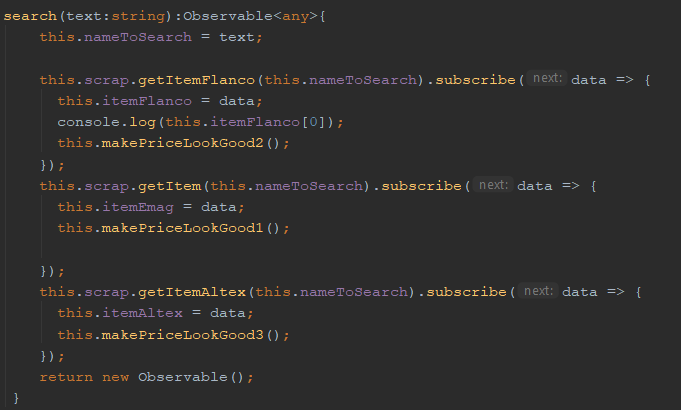 search(text:string):Observable<any>{
this.nameToSearch = text;
this.scrap.getItemFlanco(this.nameToSearch).subscribe( next: data => {
this.itemFlanco = data;
console.log(this.itemFlanco[0]);
this.makePriceLookGood2();
});
this.scrap.getItem(this.nameToSearch).subscribe( next: data => {
this.itemEmag = data;
this.makePriceLookGood1();
});
this.scrap.getItemAltex(this.nameToSearch).subscribe( next: data => {
this.itemAltex = data;
this.makePriceLookGood3();
});
return new Observable();
}